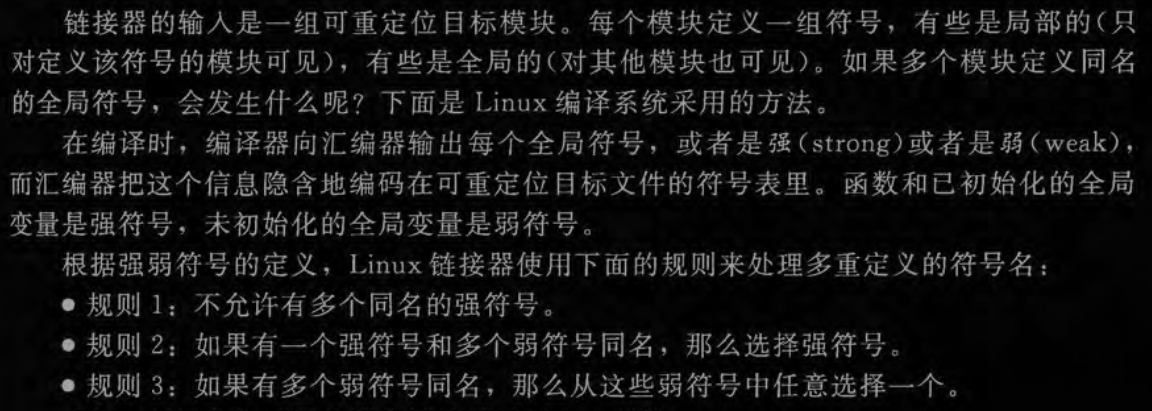 链接器的输入是一组可重定位目标模块。每个模块定义一组符号，有些是局部的(只
对定义该符号的模块可见)，有些是全局的(对其他模块也可见)。如果多个模块定义同名
的全局符号，会发生什么呢？下面是 Linux 编译系统采用的方法。
在编译时，编译器向汇编器输出每个全局符号，或者是强(strong)或者是弱(weak)，
而汇编器把这个信息隐含地编码在可重定位目标文件的符号表里。函数和已初始化的全局
变量是强符号，未初始化的全局变量是弱符号。
根据强弱符号的定义，Linux 链接器使用下面的规则来处理多重定义的符号名：
● 规则 1：不允许有多个同名的强符号。
● 规则 2：如果有一个强符号和多个弱符号同名，那么选择强符号。
● 规则 3：如果有多个弱符号同名，那么从这些弱符号中任意选择一个。